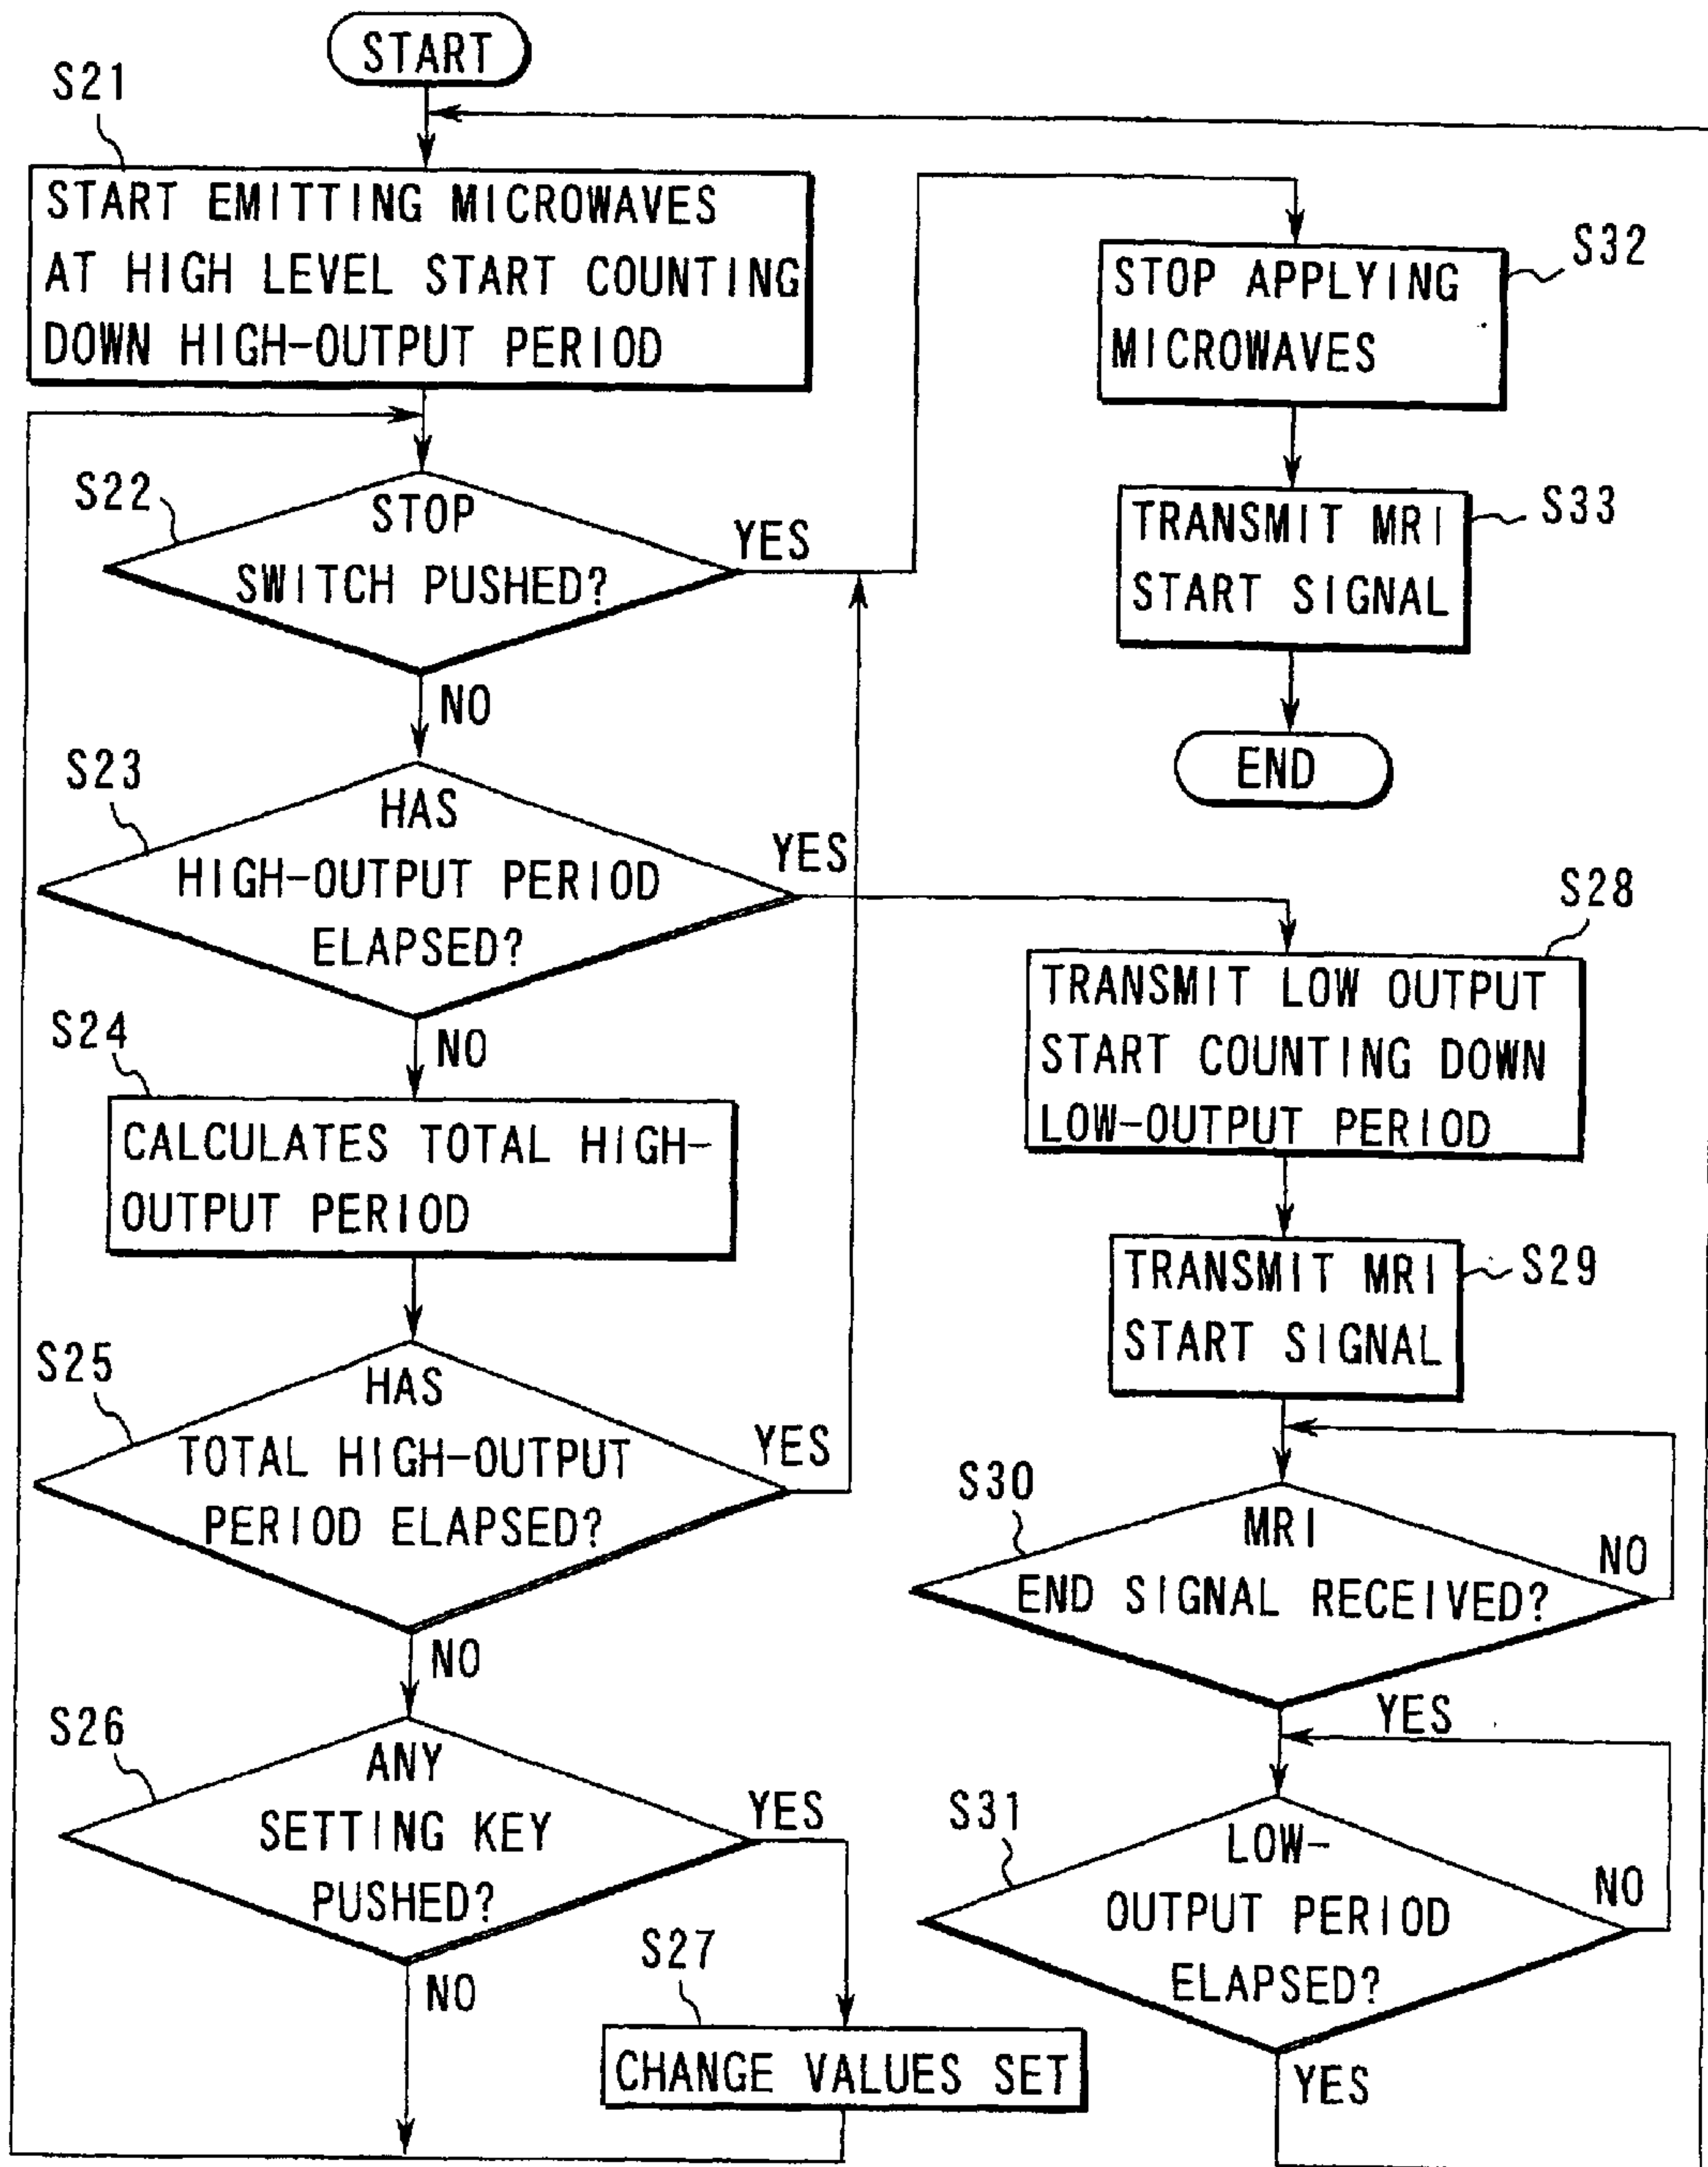 START
S21
START EMITTING MICROWAVES
AT HIGH LEVEL START COUNTING
DOWN HIGH-OUTPUT PERIOD
S22
STOP
SWITCH PUSHED?
YES
NO
S23
HAS
HIGH-OUTPUT PERIOD
ELAPSED?
YES
NO
S24
CALCULATES TOTAL HIGH-
OUTPUT PERIOD
S25
HAS
TOTAL HIGH-OUTPUT
PERIOD ELAPSED?
YES
NO
S26
ANY
SETTING KEY
PUSHED?
YES
NO
S27
CHANGE VALUES SET
S32
STOP APPLYING
MICROWAVES
S33
TRANSMIT MRI
START SIGNAL
END
S28
TRANSMIT LOW OUTPUT
START COUNTING DOWN
LOW-OUTPUT PERIOD
S29
TRANSMIT MRI
START SIGNAL
S30
MRI
END SIGNAL RECEIVED?
NO
YES
S31
LOW-
OUTPUT PERIOD
ELAPSED?
NO
YES